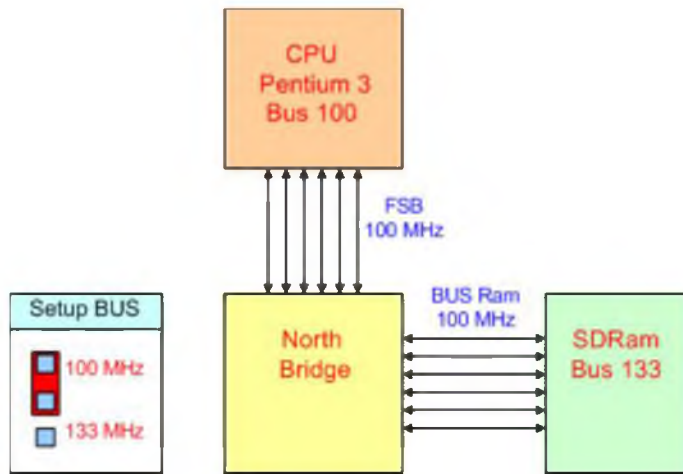 CPU
Pentium 3
Bus 100
FSB
100 MHz
Setup BUS
100 MHz
133 MHz
North
Bridge
BUS Ram
100 MHz
SDRam
Bus 133